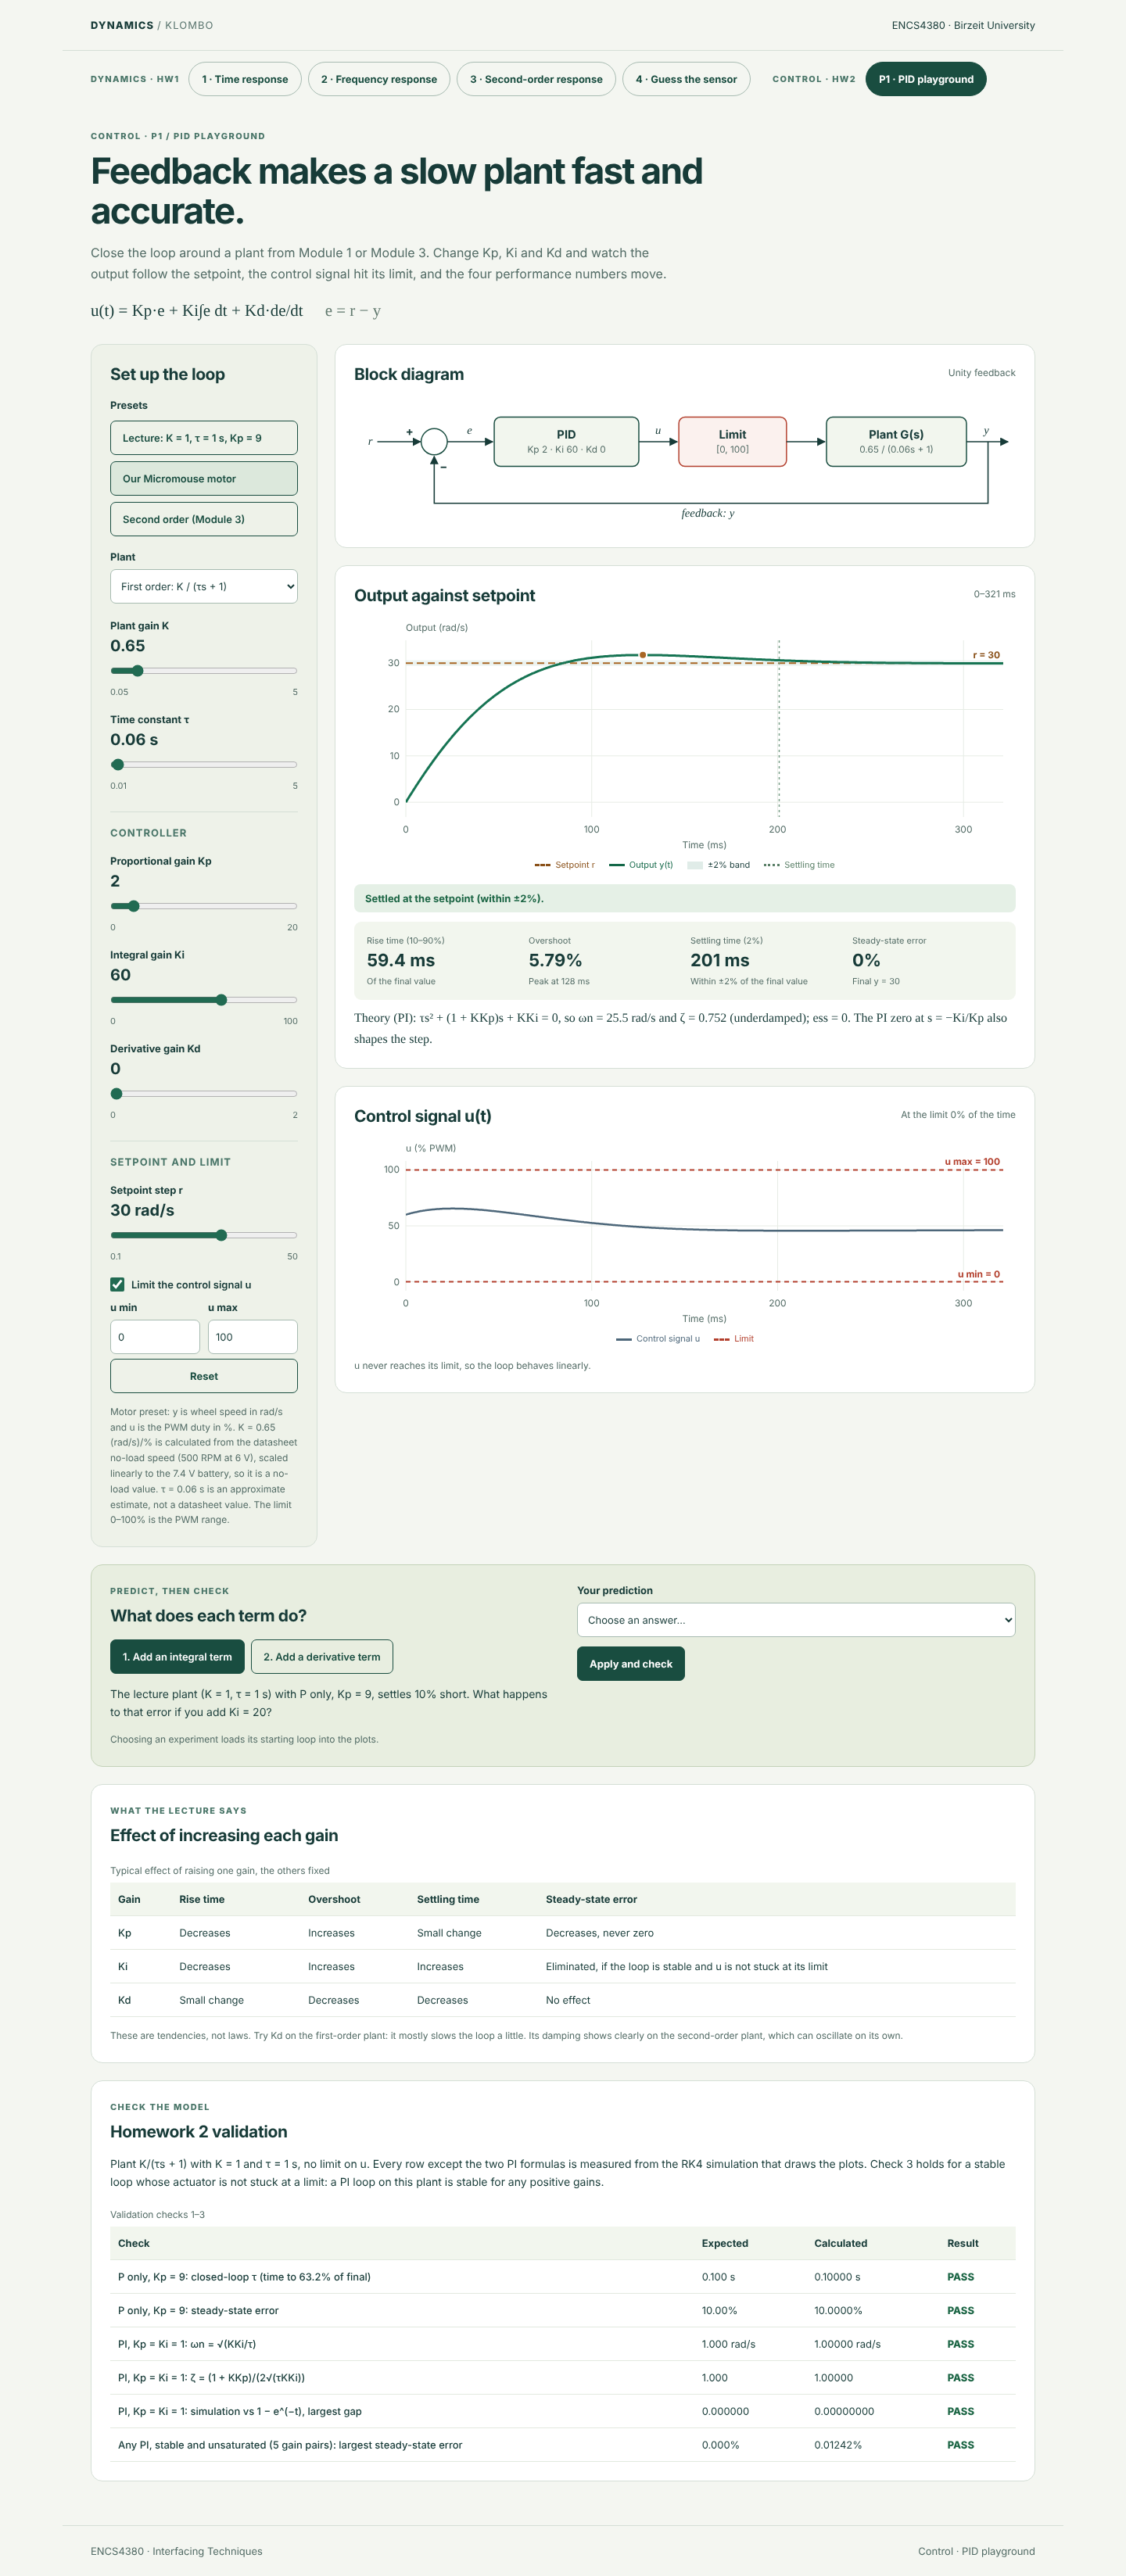 DYNAMICS / KLOMBO
ENCS4380 · Birzeit University
DYNAMICS · HW1
1 · Time response
2 · Frequency response
3 · Second-order response
4 · Guess the sensor
CONTROL · HW2
P1 · PID playground
CONTROL · P1 / PID PLAYGROUND
Feedback makes a slow plant fast and
accurate.
Close the loop around a plant from Module 1 or Module 3. Change Kp, Ki and Kd and watch the
output follow the setpoint, the control signal hit its limit, and the four performance numbers move.
u(t) = Kp·e + Ki∫e dt + Kd·de/dt e = r − y
Set up the loop
Presets
Lecture: K = 1, τ = 1 s, Kp = 9
Our Micromouse motor
Second order (Module 3)
Plant
First order: K / (τs + 1)
Plant gain K
0.65
0.05 5
Time constant τ
0.06 s
0.01 5
CONTROLLER
Proportional gain Kp
2
0 20
Integral gain Ki
60
0 100
Derivative gain Kd
0
0 2
SETPOINT AND LIMIT
Setpoint step r
30 rad/s
0.1 50
Limit the control signal u
u min u max
0 100
Reset
Motor preset: y is wheel speed in rad/s
and u is the PWM duty in %. K = 0.65
(rad/s)/% is calculated from the datasheet
no-load speed (500 RPM at 6 V), scaled
linearly to the 7.4 V battery, so it is a no-
load value. τ = 0.06 s is an approximate
estimate, not a datasheet value. The limit
0–100% is the PWM range.
Block diagram
Unity feedback
r
+
−
e
PID
Kp 2 · Ki 60 · Kd 0
u
Limit
[0, 100]
Plant G(s)
0.65 / (0.06s + 1)
y
feedback: y
Output against setpoint
0–321 ms
Output (rad/s)
r = 30
30
20
10
0
0 100 200 300
Time (ms)
Setpoint r Output y(t) ±2% band Settling time
Settled at the setpoint (within ±2%).
Rise time (10–90%) Overshoot Settling time (2%) Steady-state error
59.4 ms 5.79% 201 ms 0%
Of the final value Peak at 128 ms Within ±2% of the final value Final y = 30
Theory (PI): τs² + (1 + KKp)s + KKi = 0, so ωn = 25.5 rad/s and ζ = 0.752 (underdamped); ess = 0. The PI zero at s = −Ki/Kp also
shapes the step.
Control signal u(t)
At the limit 0% of the time
u (% PWM)
u max = 100
100
50
u min = 0
0
0 100 200 300
Time (ms)
Control signal u Limit
u never reaches its limit, so the loop behaves linearly.
PREDICT, THEN CHECK
What does each term do?
1. Add an integral term
2. Add a derivative term
The lecture plant (K = 1, τ = 1 s) with P only, Kp = 9, settles 10% short. What happens
to that error if you add Ki = 20?
Choosing an experiment loads its starting loop into the plots.
Your prediction
Choose an answer...
Apply and check
WHAT THE LECTURE SAYS
Effect of increasing each gain
Typical effect of raising one gain, the others fixed
Gain Rise time Overshoot Settling time Steady-state error
Kp Decreases Increases Small change Decreases, never zero
Ki Decreases Increases Increases Eliminated, if the loop is stable and u is not stuck at its limit
Kd Small change Decreases Decreases No effect
These are tendencies, not laws. Try Kd on the first-order plant: it mostly slows the loop a little. Its damping shows clearly on the second-order plant, which can oscillate on its own.
CHECK THE MODEL
Homework 2 validation
Plant K/(τs + 1) with K = 1 and τ = 1 s, no limit on u. Every row except the two PI formulas is measured from the RK4 simulation that draws the plots. Check 3 holds for a stable
loop whose actuator is not stuck at a limit: a PI loop on this plant is stable for any positive gains.
Validation checks 1–3
Check Expected Calculated Result
P only, Kp = 9: closed-loop τ (time to 63.2% of final) 0.100 s 0.10000 s PASS
P only, Kp = 9: steady-state error 10.00% 10.0000% PASS
PI, Kp = Ki = 1: ωn = √(KKi/τ) 1.000 rad/s 1.00000 rad/s PASS
PI, Kp = Ki = 1: ζ = (1 + KKp)/(2√(τKKi)) 1.000 1.00000 PASS
PI, Kp = Ki = 1: simulation vs 1 − e^(−t), largest gap 0.000000 0.00000000 PASS
Any PI, stable and unsaturated (5 gain pairs): largest steady-state error 0.000% 0.01242% PASS
ENCS4380 · Interfacing Techniques
Control · PID playground